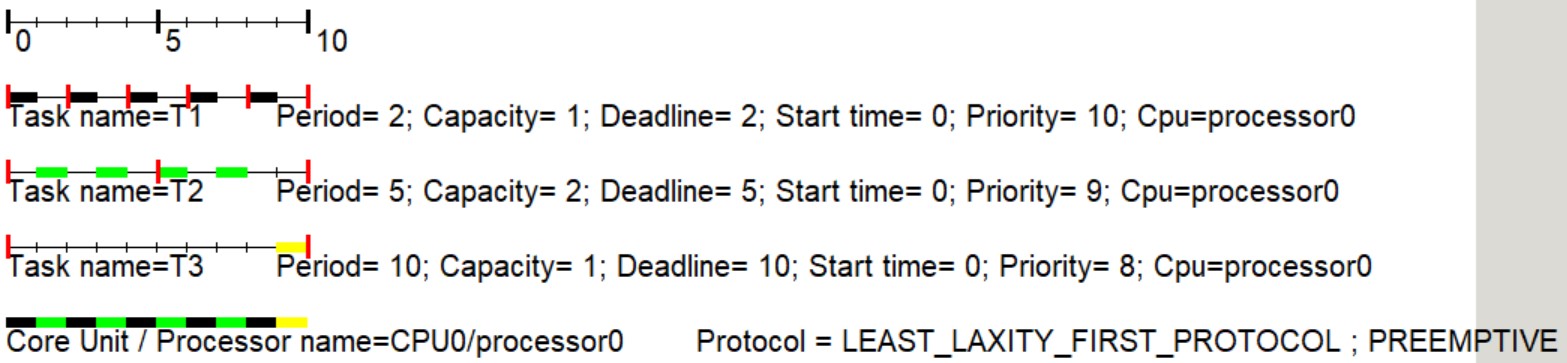 0 5 10
Task name=T1 Period= 2; Capacity= 1; Deadline= 2; Start time= 0; Priority= 10; Cpu=processor0
Task name=T2 Period= 5; Capacity= 2; Deadline= 5; Start time= 0; Priority= 9; Cpu=processor0
Task name=T3 Period= 10; Capacity= 1; Deadline= 10; Start time= 0; Priority= 8; Cpu=processor0
Core Unit / Processor name=CPU0/processor0 Protocol = LEAST_LAXITY_FIRST_PROTOCOL ; PREEMPTIVE